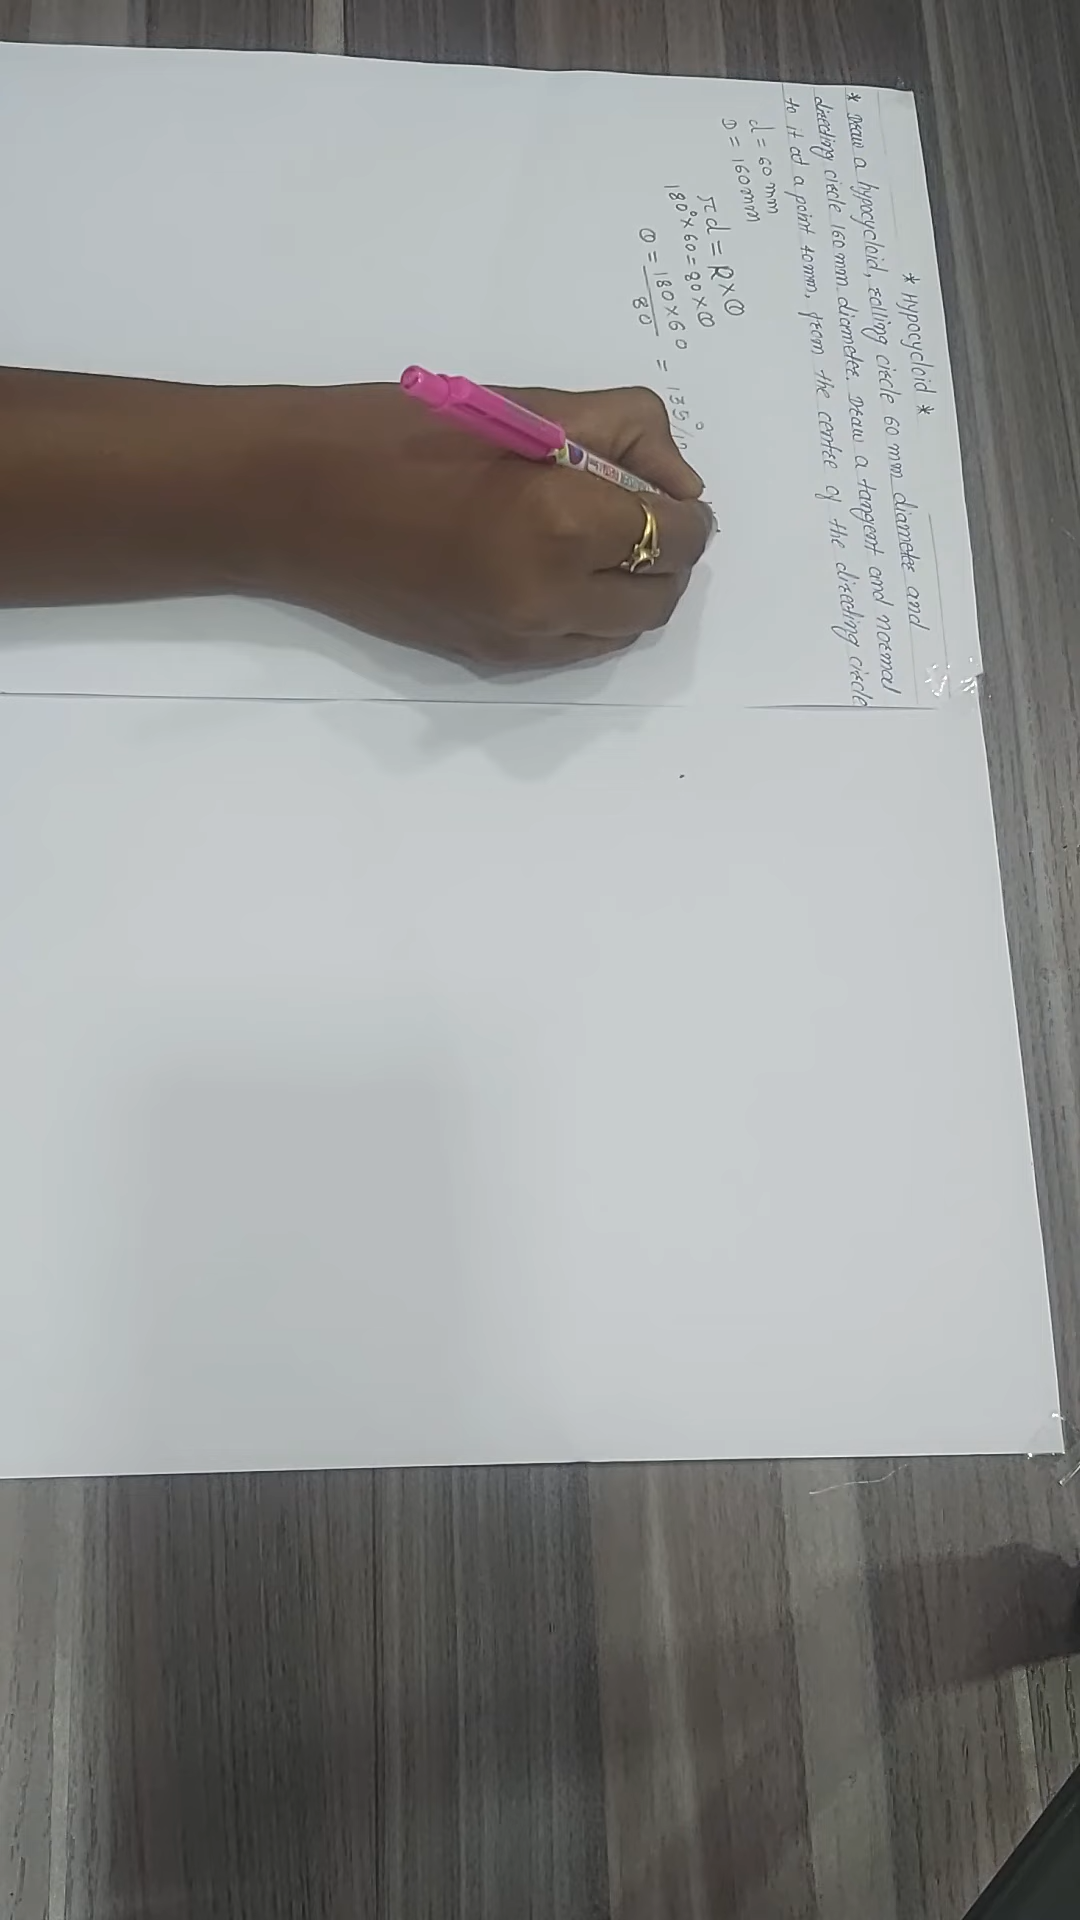 * Hypocycloid *
* Draw a hypocycloid, rolling circle 60 mm diameter and
directing circle 160 mm diameter. Draw a tangent and normal
to it at a point 40mm, from the centre of the directing circle
d = 60 mm
D = 160mm
πd = R×θ
180°×60 = 80×θ
θ = 180×60 / 80 = 135°/12